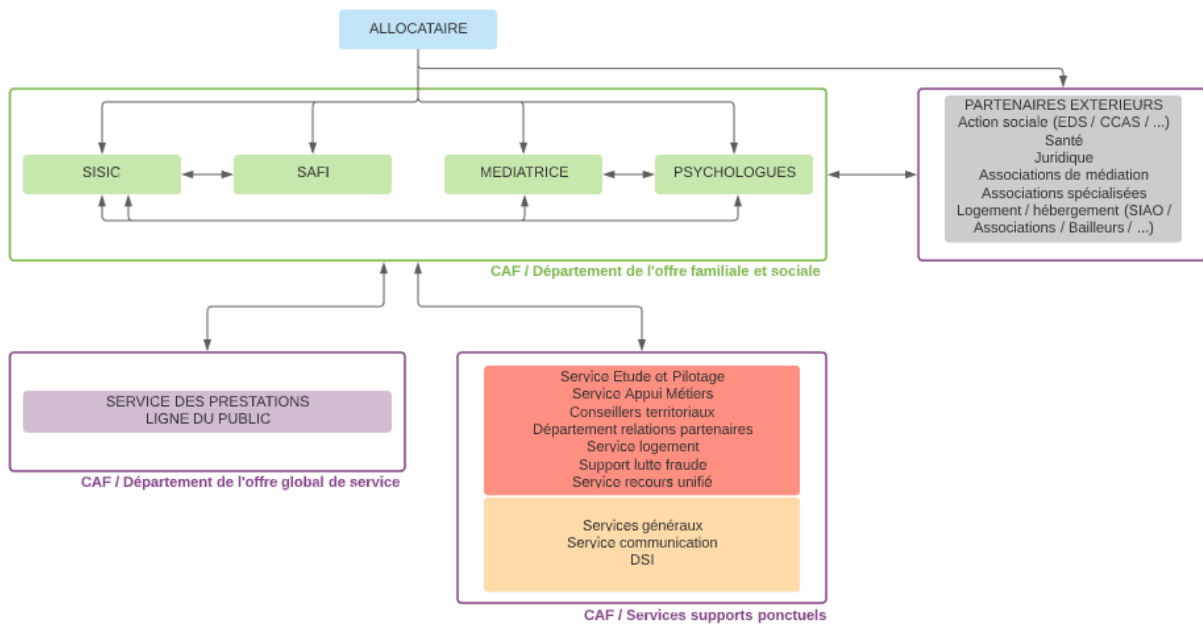 ALLOCATAIRE
PARTENAIRES EXTERIEURS
Action sociale (EDS / CCAS / ...)
Santé
Juridique
Associations de médiation
Associations spécialisées
Logement / hébergement (SIAO /
Associations / Bailleurs / ...)
SISIC
SAFI
MEDIATRICE
PSYCHOLOGUES
CAF / Département de l'offre familiale et sociale
SERVICE DES PRESTATIONS
LIGNE DU PUBLIC
CAF / Département de l'offre global de service
Service Etude et Pilotage
Service Appui Métiers
Conseillers territoriaux
Département relations partenaires
Service logement
Support lutte fraude
Service recours unifié
Services généraux
Service communication
DSI
CAF / Services supports ponctuels